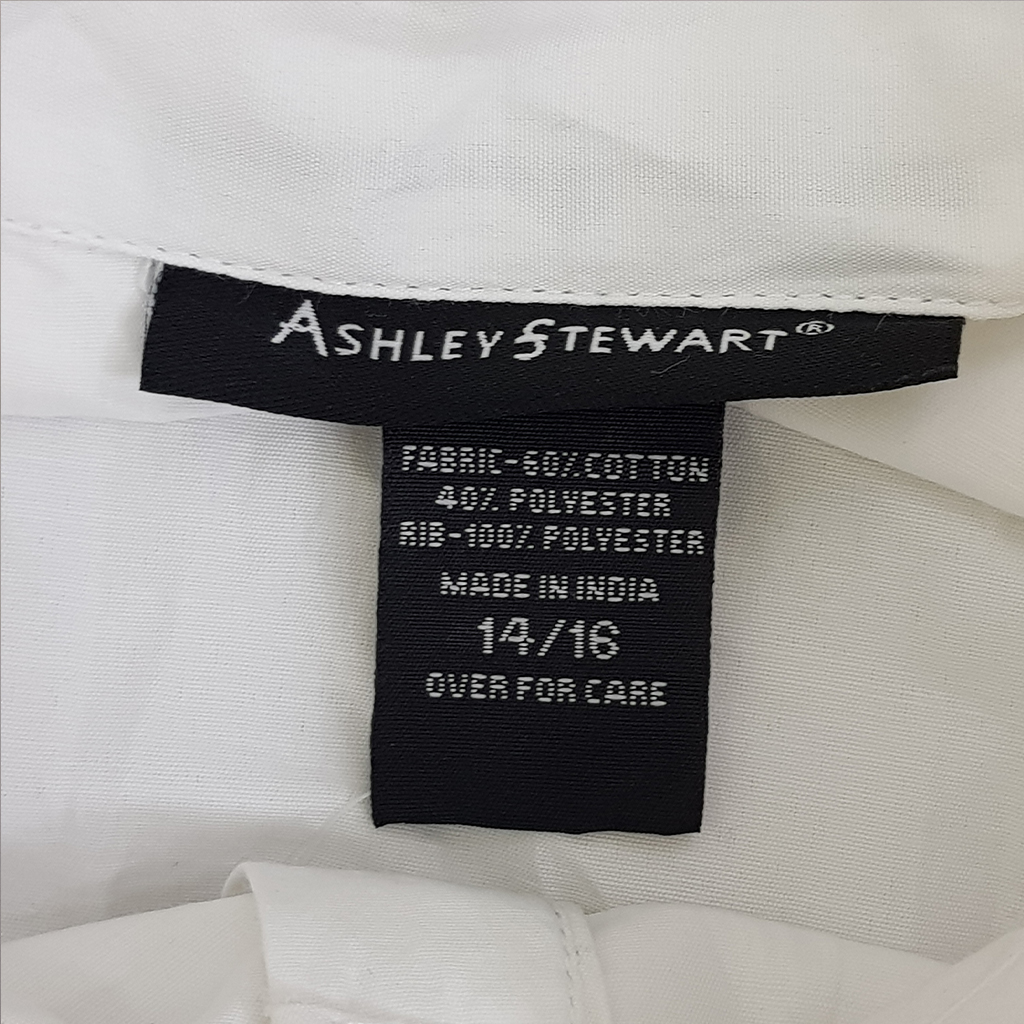 ASHLEY STEWART®
FABRIC-60% COTTON
40% POLYESTER
RIB-100% POLYESTER
MADE IN INDIA
14/16
OVER FOR CARE